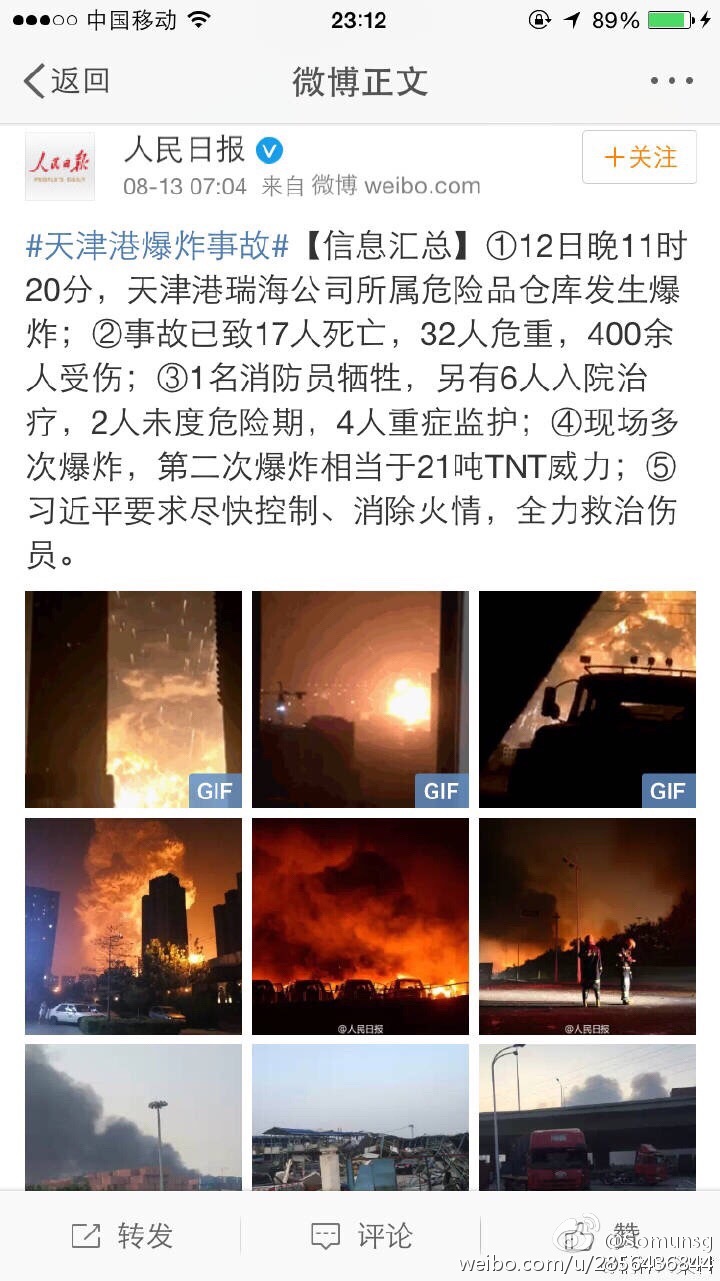 中国移动 23:12 89%
返回 微博正文
人民日报
人民日报
PEOPLE'S DAILY
+关注
08-13 07:04 来自 微博 weibo.com
#天津港爆炸事故#【信息汇总】①12日晚11时
20分，天津港瑞海公司所属危险品仓库发生爆
炸；②事故已致17人死亡，32人危重，400余
人受伤；③1名消防员牺牲，另有6人入院治
疗，2人未度危险期，4人重症监护；④现场多
次爆炸，第二次爆炸相当于21吨TNT威力；⑤
习近平要求尽快控制、消除火情，全力救治伤
员。
GIF GIF GIF
@人民日报 @人民日报
转发 评论 赞
@somunsg
weibo.com/u/2856436844